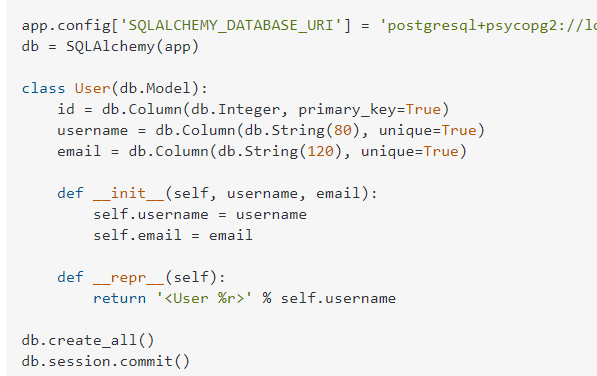 app.config['SQLALCHEMY_DATABASE_URI'] = 'postgresql+psycopg2://lo
db = SQLAlchemy(app)
class User(db.Model):
id = db.Column(db.Integer, primary_key=True)
username = db.Column(db.String(80), unique=True)
email = db.Column(db.String(120), unique=True)
def __init__(self, username, email):
self.username = username
self.email = email
def __repr__(self):
return '<User %r>' % self.username
db.create_all()
db.session.commit()